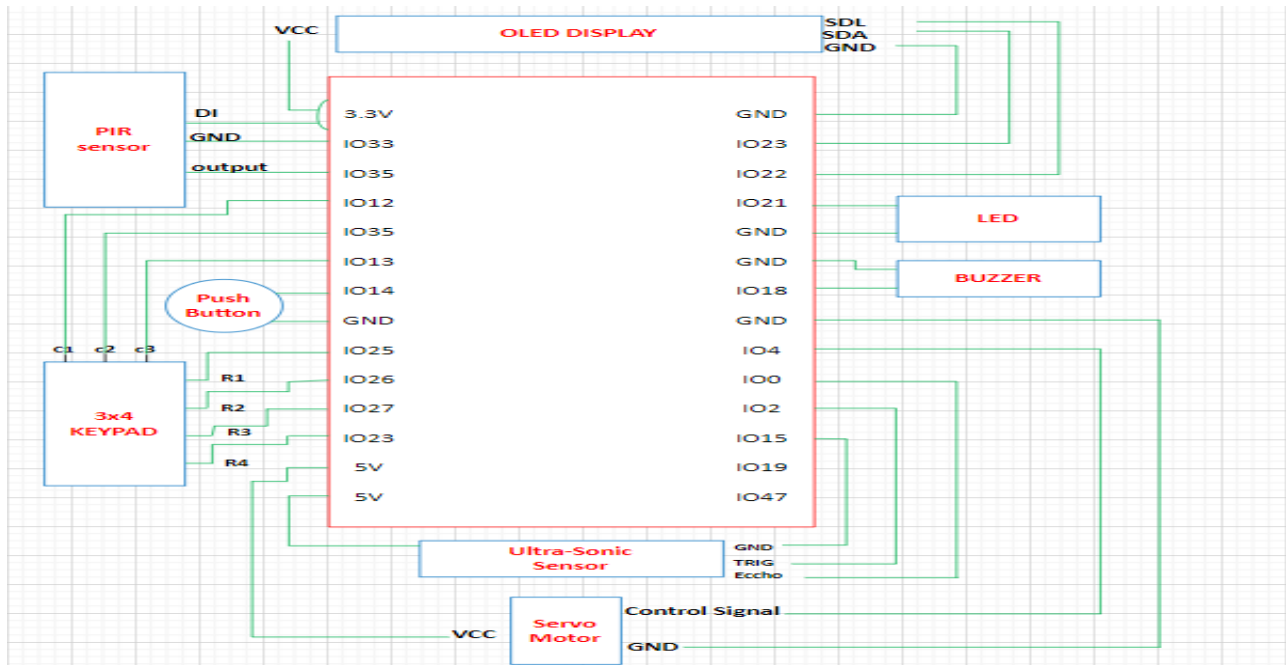 VCC
OLED DISPLAY
SDL
SDA
GND
PIR
sensor
DI
GND
output
3.3V
IO33
IO35
IO12
IO35
IO13
IO14
GND
IO25
IO26
IO27
IO23
5V
5V
GND
IO23
IO22
IO21
GND
GND
IO18
GND
IO4
IO0
IO2
IO15
IO19
IO47
LED
BUZZER
Push
Button
c1 c2 c3
3x4
KEYPAD
R1
R2
R3
R4
Ultra-Sonic
Sensor
GND
TRIG
Eccho
VCC
Servo
Motor
Control Signal
GND